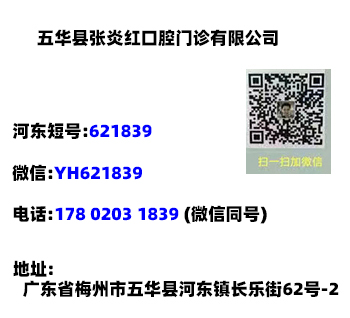 五华县张炎红口腔门诊有限公司
扫一扫加微信
河东短号:621839
微信:YH621839
电话:178 0203 1839 (微信同号)
地址:
广东省梅州市五华县河东镇长乐街62号-2